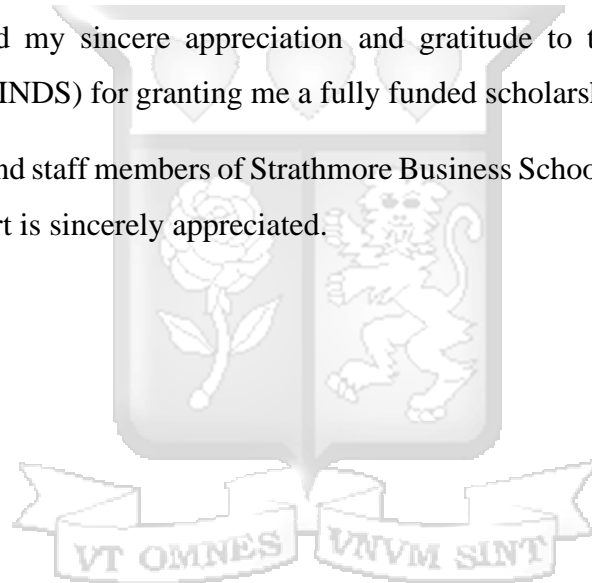 d my sincere appreciation and gratitude to t
INDS) for granting me a fully funded scholars
nd staff members of Strathmore Business Schoo
rt is sincerely appreciated.
VT OMNES VNVM SINT